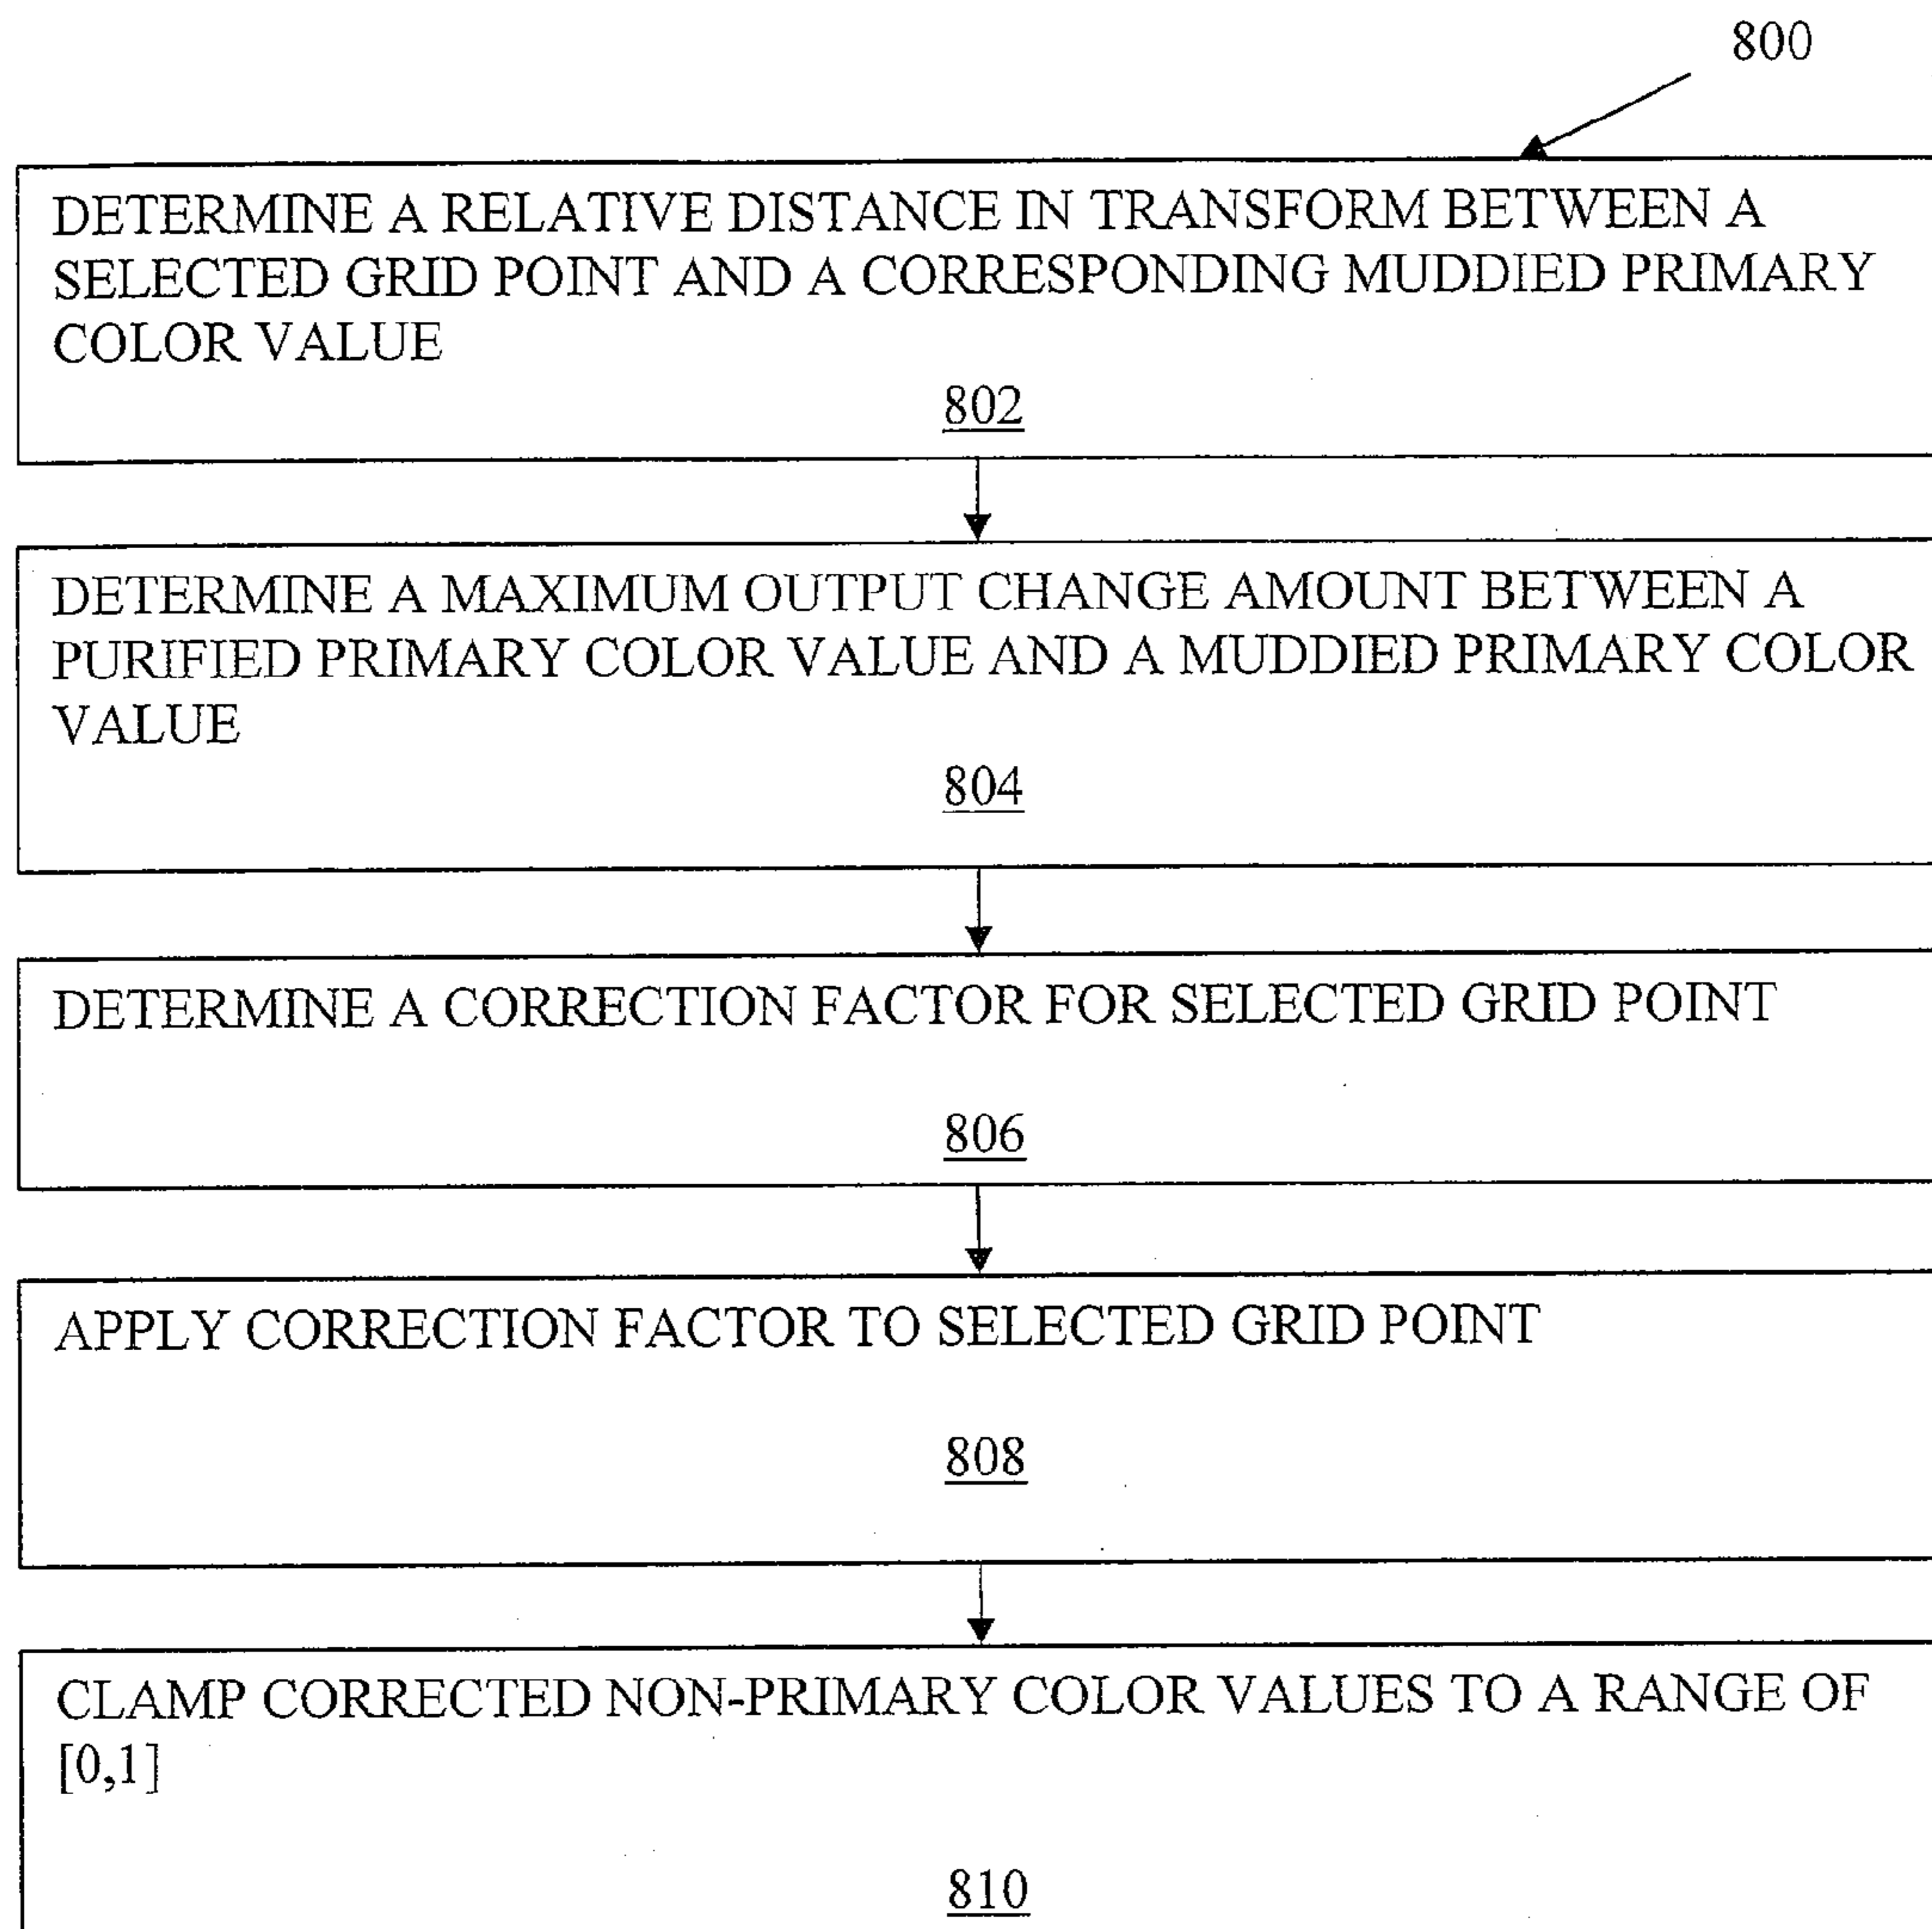 800
DETERMINE A RELATIVE DISTANCE IN TRANSFORM BETWEEN A
SELECTED GRID POINT AND A CORRESPONDING MUDDIED PRIMARY
COLOR VALUE
802
DETERMINE A MAXIMUM OUTPUT CHANGE AMOUNT BETWEEN A
PURIFIED PRIMARY COLOR VALUE AND A MUDDIED PRIMARY COLOR
VALUE
804
DETERMINE A CORRECTION FACTOR FOR SELECTED GRID POINT
806
APPLY CORRECTION FACTOR TO SELECTED GRID POINT
808
CLAMP CORRECTED NON-PRIMARY COLOR VALUES TO A RANGE OF
[0,1]
810